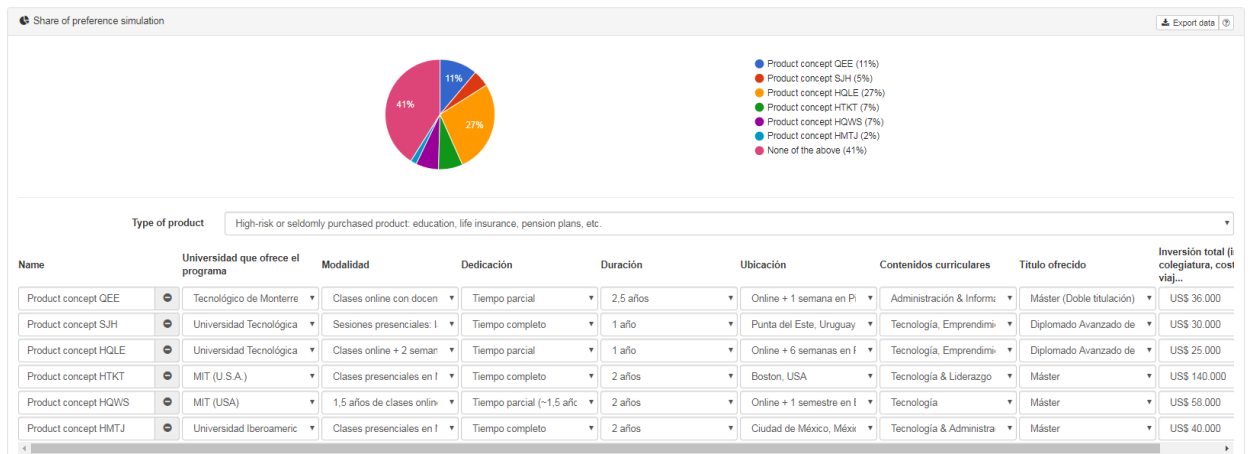 Share of preference simulation
Export data
11%
27%
41%
Product concept QEE (11%)
Product concept SJH (5%)
Product concept HQLE (27%)
Product concept HTKT (7%)
Product concept HQWS (7%)
Product concept HMTJ (2%)
None of the above (41%)
Type of product High-risk or seldomly purchased product: education, life insurance, pension plans, etc.
Name Universidad que ofrece el programa Modalidad Dedicación Duración Ubicación Contenidos curriculares Título ofrecido Inversión total (i colegiatura, cost viaj...
Product concept QEE Tecnológico de Monterre Clases online con docen Tiempo parcial 2,5 años Online + 1 semana en Pi Administración & Informa Máster (Doble titulación) US$ 36.000
Product concept SJH Universidad Tecnológica Sesiones presenciales: Tiempo completo 1 año Punta del Este, Uruguay Tecnología, Emprendimi Diplomado Avanzado de US$ 30.000
Product concept HQLE Universidad Tecnológica Clases online + 2 seman Tiempo parcial 1 año Online + 6 semanas en Tecnología, Emprendimi Diplomado Avanzado de US$ 25.000
Product concept HTKT MIT (U.S.A.) Clases presenciales en Tiempo completo 2 años Boston, USA Tecnología & Liderazgo Máster US$ 140.000
Product concept HQWS MIT (USA) 1,5 años de clases onlin Tiempo parcial (~1,5 añc 2 años Online + 1 semestre en Tecnología Máster US$ 58.000
Product concept HMTJ Universidad Iberoameric Clases presenciales en Tiempo completo 2 años Ciudad de México, Méxi Tecnología & Administra Máster US$ 40.000